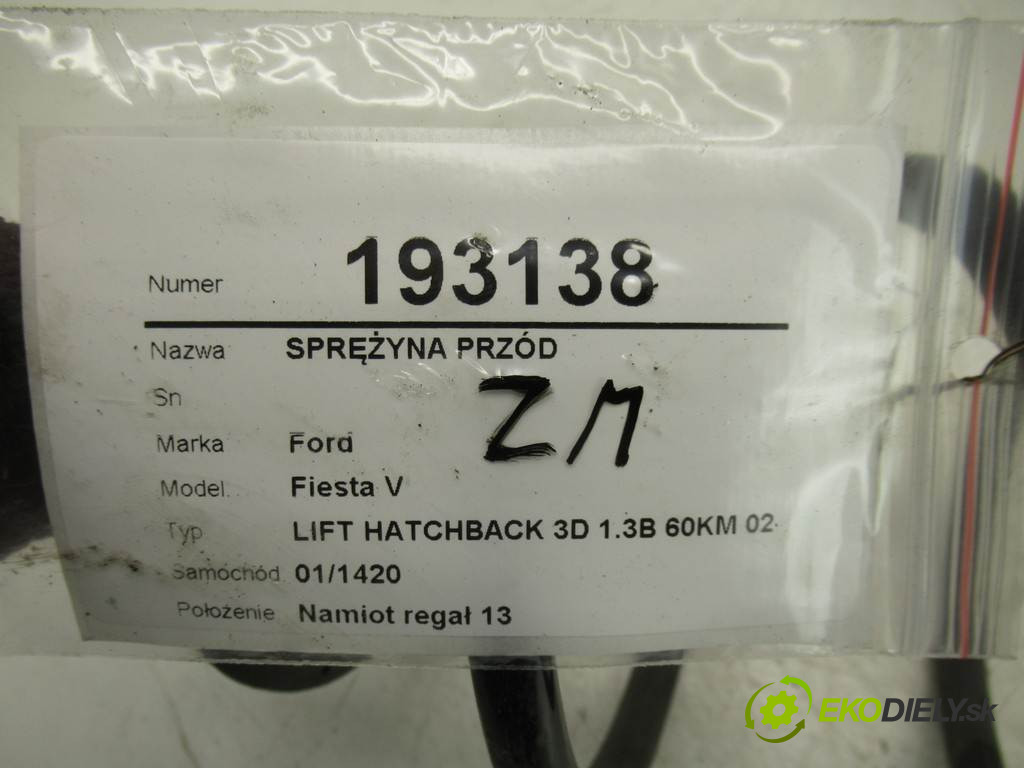 Numer 193138
Nazwa SPRĘŻYNA PRZÓD
Sn
ZM
Marka Ford
Model. Fiesta V
Typ LIFT HATCHBACK 3D 1.3B 60KM 02-
Samochód 01/1420
Położenie Namiot regał 13
EKODIELY.sk